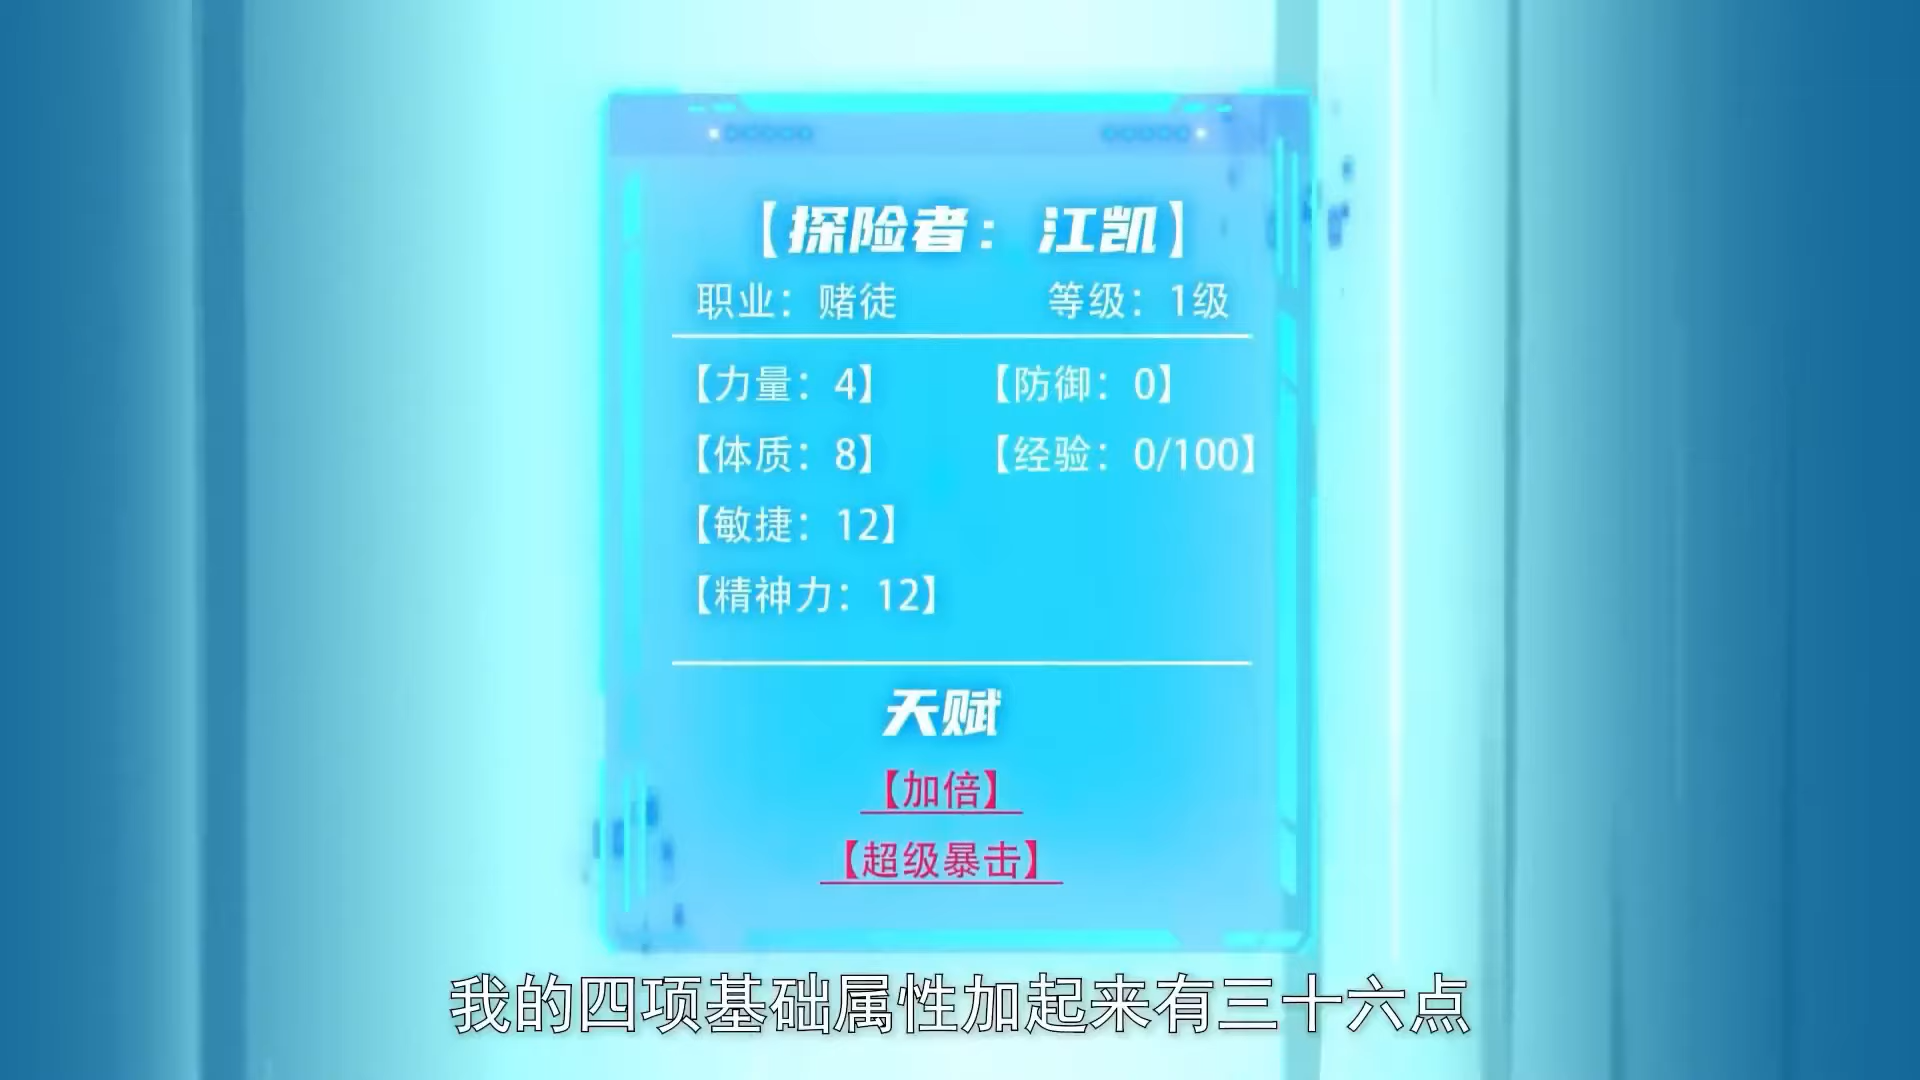 【探险者：江凯】
职业：赌徒 等级：1级
【力量：4】 【防御：0】
【体质：8】 【经验：0/100】
【敏捷：12】
【精神力：12】
天赋
【加倍】
【超级暴击】
我的四项基础属性加起来有三十六点